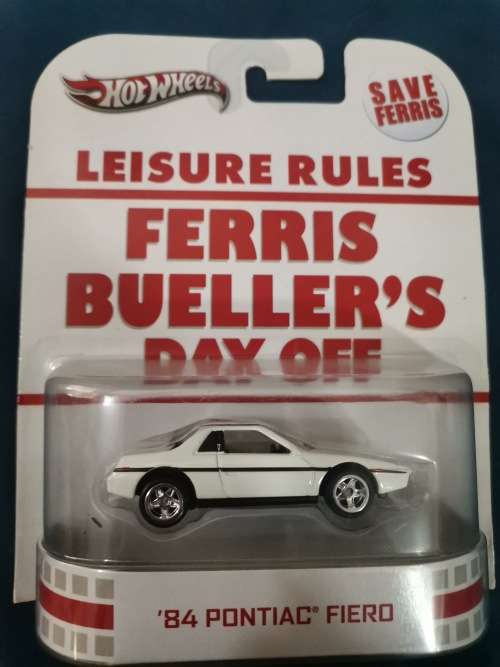 HOT WHEELS
SAVE
FERRIS
LEISURE RULES
FERRIS
BUELLER'S
DAY OFF
'84 PONTIAC® FIERO